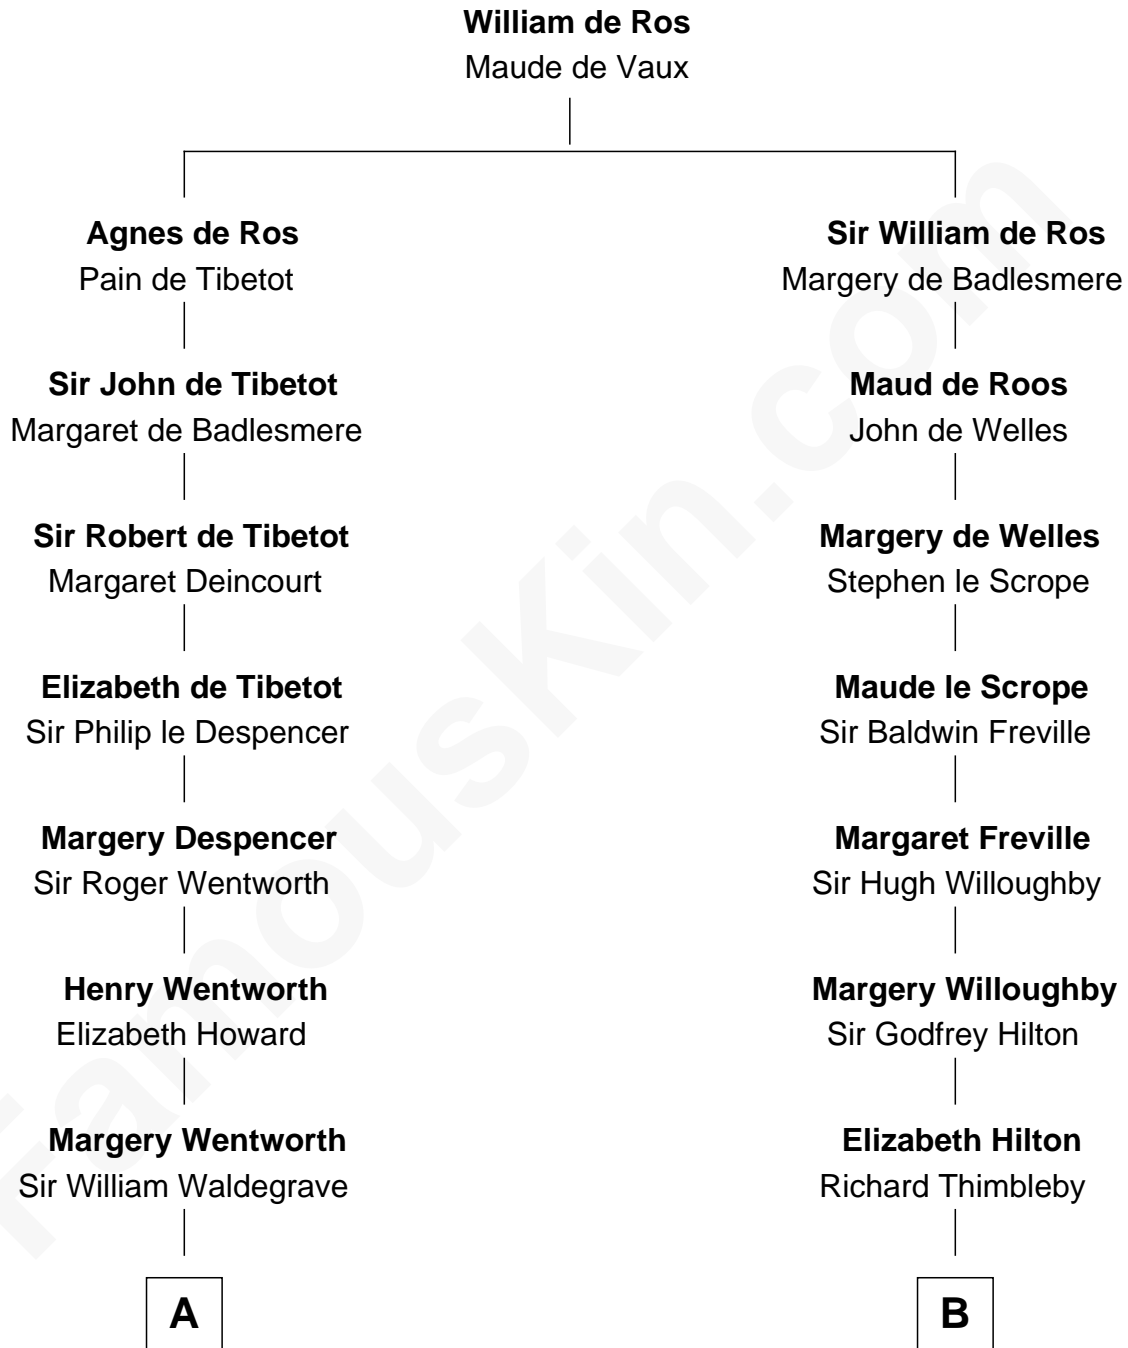 William de Ros
Maude de Vaux
Agnes de Ros
Pain de Tibetot
Sir John de Tibetot
Margaret de Badlesmere
Sir Robert de Tibetot
Margaret Deincourt
Elizabeth de Tibetot
Sir Philip le Despencer
Margery Despencer
Sir Roger Wentworth
Henry Wentworth
Elizabeth Howard
Margery Wentworth
Sir William Waldegrave
A
Sir William de Ros
Margery de Badlesmere
Maud de Roos
John de Welles
Margery de Welles
Stephen le Scrope
Maude le Scrope
Sir Baldwin Freville
Margaret Freville
Sir Hugh Willoughby
Margery Willoughby
Sir Godfrey Hilton
Elizabeth Hilton
Richard Thimbleby
B
FamousKin.com